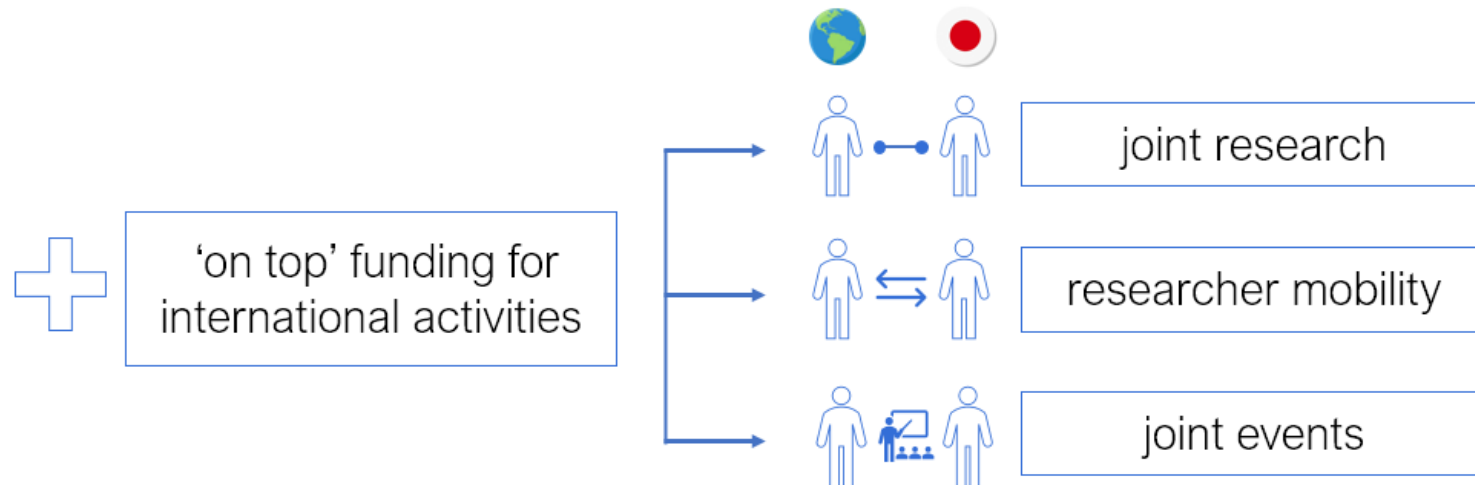 ‘on top’ funding for
international activities
joint research
researcher mobility
joint events